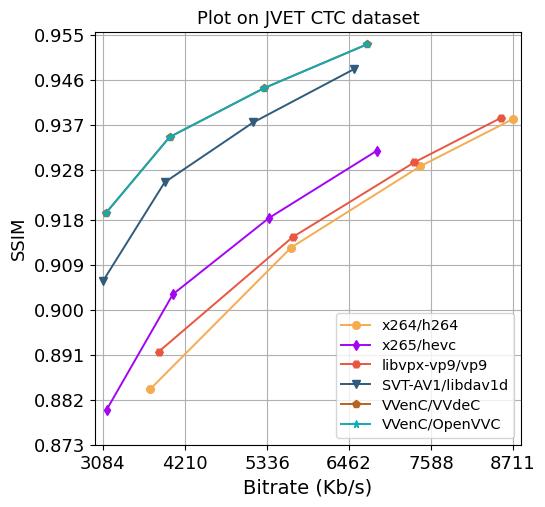 Plot on JVET CTC dataset
0.955
0.946
0.937
0.928
0.918
0.909
0.900
0.891
0.882
0.873
SSIM
x264/h264
x265/hevc
libvpx-vp9/vp9
SVT-AV1/libdav1d
VVenC/VVdeC
VVenC/OpenVVC
3084 4210 5336 6462 7588 8711
Bitrate (Kb/s)